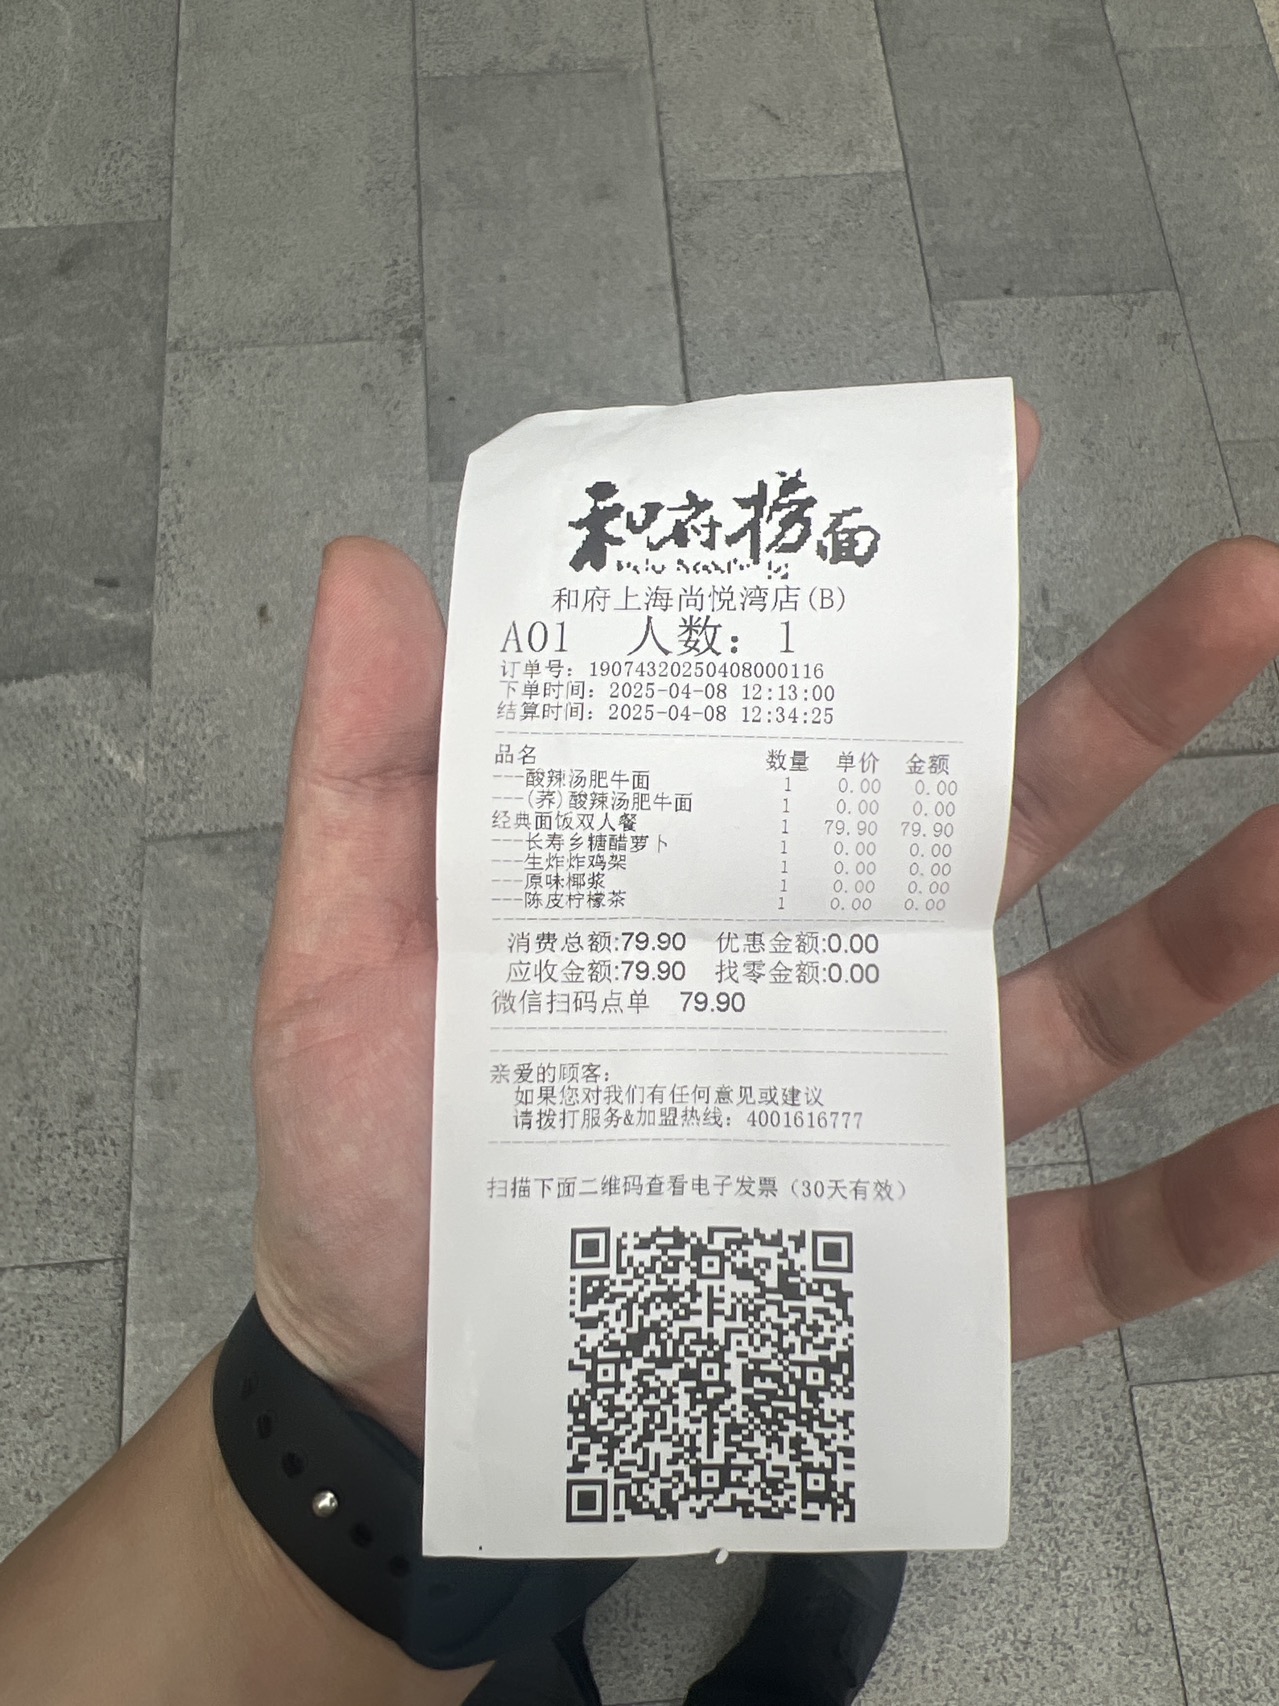 和府捞面
和府上海尚悦湾店(B)
A01 人数: 1
订单号: 19074320250408000116
下单时间: 2025-04-08 12:13:00
结算时间: 2025-04-08 12:34:25
品名 数量 单价 金额
---酸辣汤肥牛面 1 0.00 0.00
---(荞)酸辣汤肥牛面 1 0.00 0.00
经典面饭双人餐 1 79.90 79.90
---长寿乡糖醋萝卜 1 0.00 0.00
---生炸炸鸡架 1 0.00 0.00
---原味椰浆 1 0.00 0.00
---陈皮柠檬茶 1 0.00 0.00
消费总额:79.90 优惠金额:0.00
应收金额:79.90 找零金额:0.00
微信扫码点单 79.90
亲爱的顾客:
如果您对我们有任何意见或建议
请拨打服务&加盟热线: 4001616777
扫描下面二维码查看电子发票（30天有效）